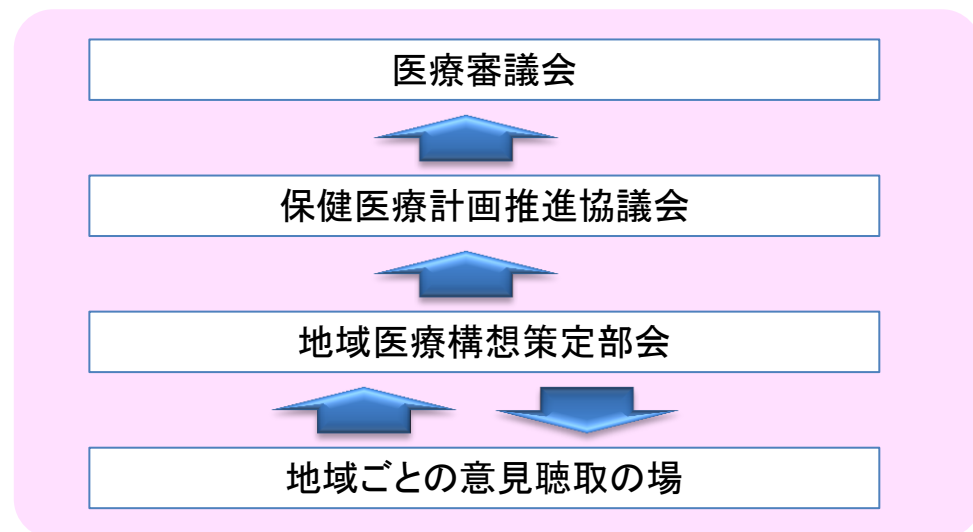 医療審議会
保健医療計画推進協議会
地域医療構想策定部会
地域ごとの意見聴取の場